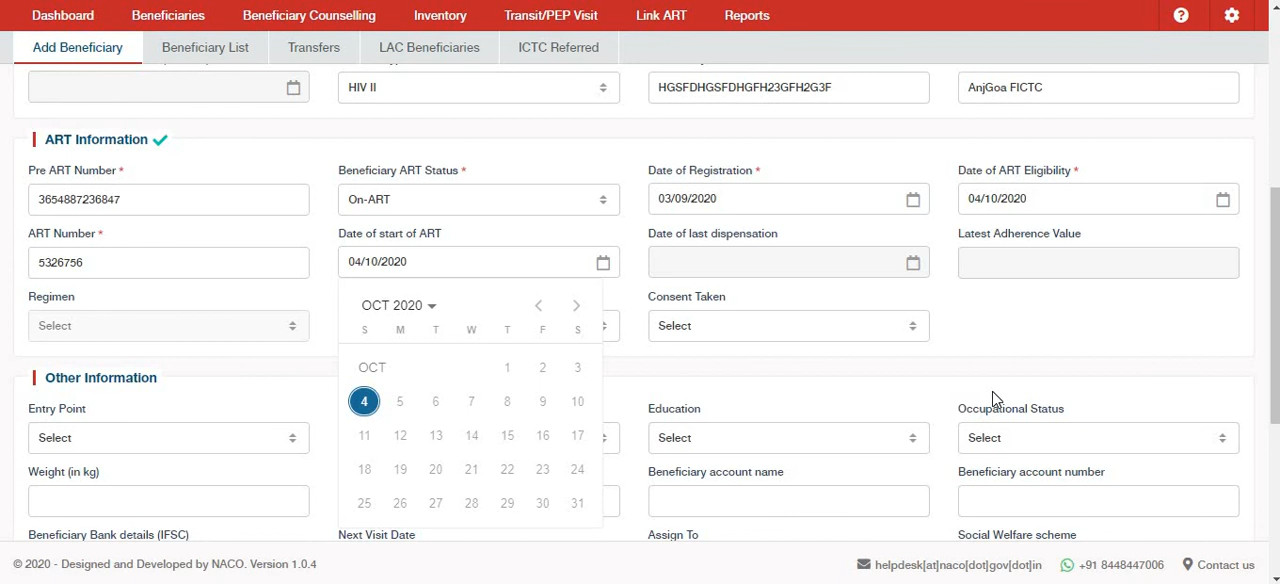 Dashboard Beneficiaries Beneficiary Counselling Inventory Transit/PEP Visit Link ART Reports
Add Beneficiary Beneficiary List Transfers LAC Beneficiaries ICTC Referred
HIV II HGSFDHGSFDHGFH23GFH2G3F AnjGoa FICTC
ART Information
Pre ART Number * Beneficiary ART Status * Date of Registration * Date of ART Eligibility *
3654887236847 On-ART 03/09/2020 04/10/2020
ART Number * Date of start of ART Date of last dispensation Latest Adherence Value
5326756 04/10/2020
Regimen Consent Taken
Select Select
OCT 2020
S M T W T F S
OCT 1 2 3
4 5 6 7 8 9 10
11 12 13 14 15 16 17
18 19 20 21 22 23 24
25 26 27 28 29 30 31
Other Information
Entry Point Education Occupational Status
Select Select Select
Weight (in kg) Beneficiary account name Beneficiary account number
Beneficiary Bank details (IFSC) Next Visit Date Assign To Social Welfare scheme
© 2020 - Designed and Developed by NACO. Version 1.0.4 helpdesk[at]naco[dot]gov[dot]in +91 8448447006 Contact us